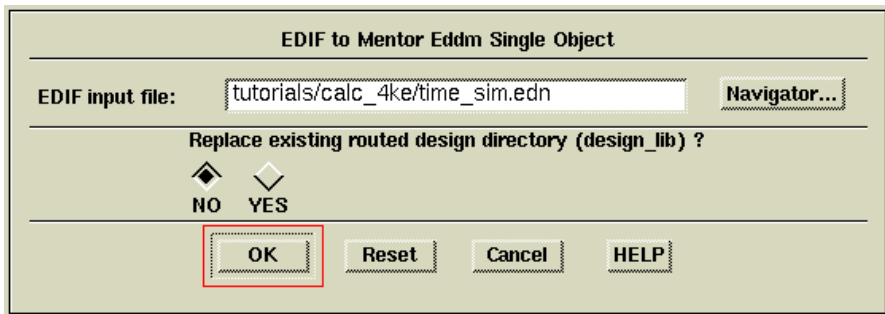 EDIF to Mentor Eddm Single Object
EDIF input file: tutorials/calc_4ke/time_sim.edn Navigator...
Replace existing routed design directory (design_lib) ?
NO YES
OK Reset Cancel HELP